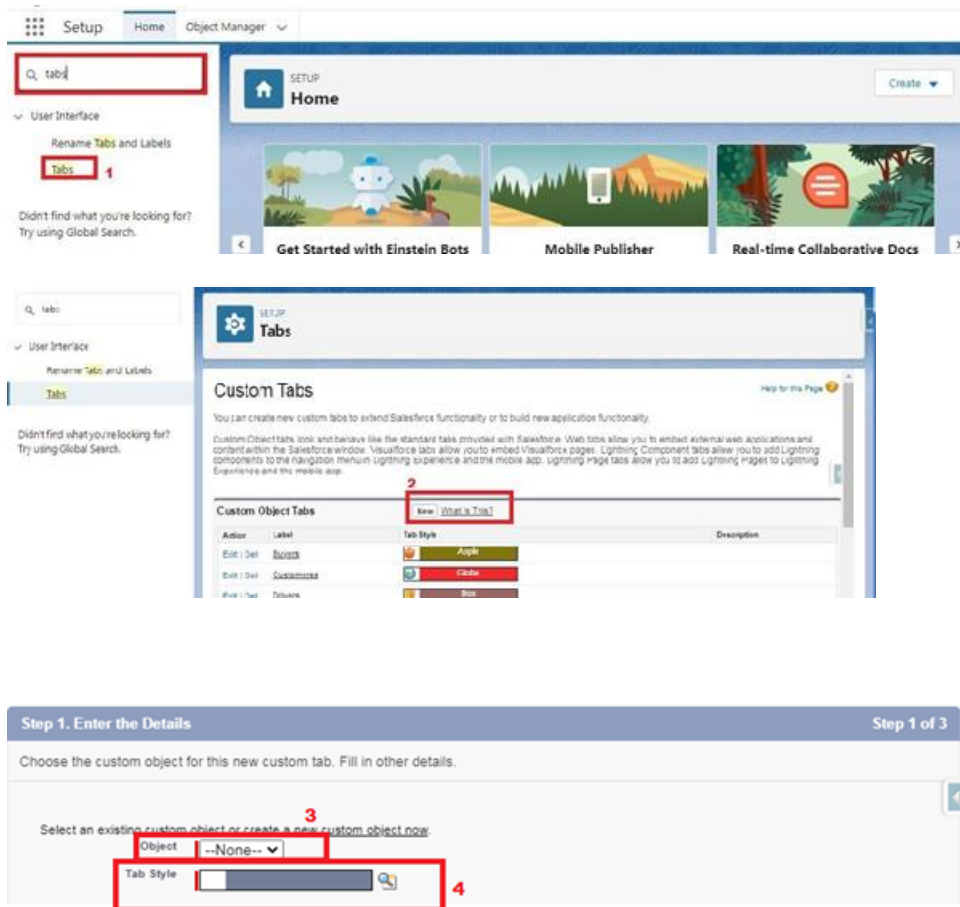 Setup Home Object Manager
tabs
SETUP
Home
Create
User Interface
Rename Tabs and Labels
Tabs 1
Didn't find what you're looking for?
Try using Global Search.
Get Started with Einstein Bots
Mobile Publisher
Real-time Collaborative Docs
tabs
SETUP
Tabs
User Interface
Rename Tabs and Labels
Tabs
Didn't find what you're looking for?
Try using Global Search.
Custom Tabs
Help for this Page
You can create new custom tabs to extend Salesforce functionality or to build new application functionality.
Custom Object tabs look and behave like the standard tabs provided with Salesforce. Web tabs allow you to embed external web applications and
content within the Salesforce window. Visualforce tabs allow you to embed Visualforce pages. Lightning Component tabs allow you to add Lightning
components to the navigation menu in Lightning Experience and the mobile app. Lightning Page tabs allow you to add Lightning Pages to Lightning
Experience and the mobile app.
2
Custom Object Tabs New What Is This?
Action Label Tab Style Description
Edit | Del Buyers Apple
Edit | Del Customeres Globe
Edit | Del Drivers Box
Step 1. Enter the Details Step 1 of 3
Choose the custom object for this new custom tab. Fill in other details.
3
Select an existing custom object or create a new custom object now.
Object --None--
Tab Style
4